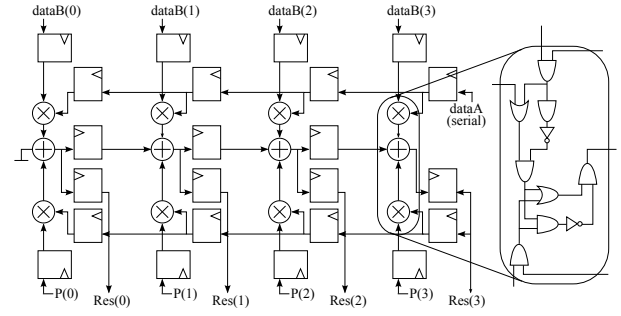 dataB(0) dataB(1) dataB(2) dataB(3)
dataA
(serial)
P(0) Res(0) P(1) Res(1) P(2) Res(2) P(3) Res(3)